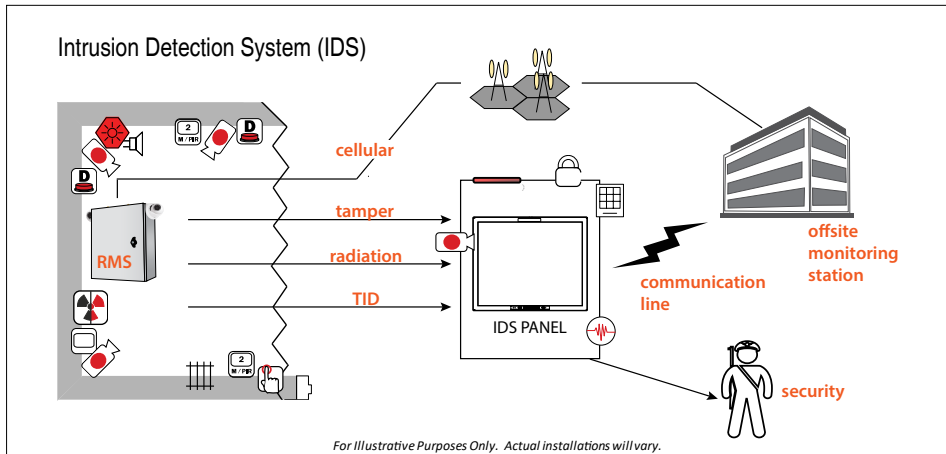 Intrusion Detection System (IDS)
2
M / PIR
D
cellular
D
tamper
offsite
monitoring
station
RMS
radiation
communication
line
TID
IDS PANEL
2
M / PIR
security
For Illustrative Purposes Only. Actual installations will vary.